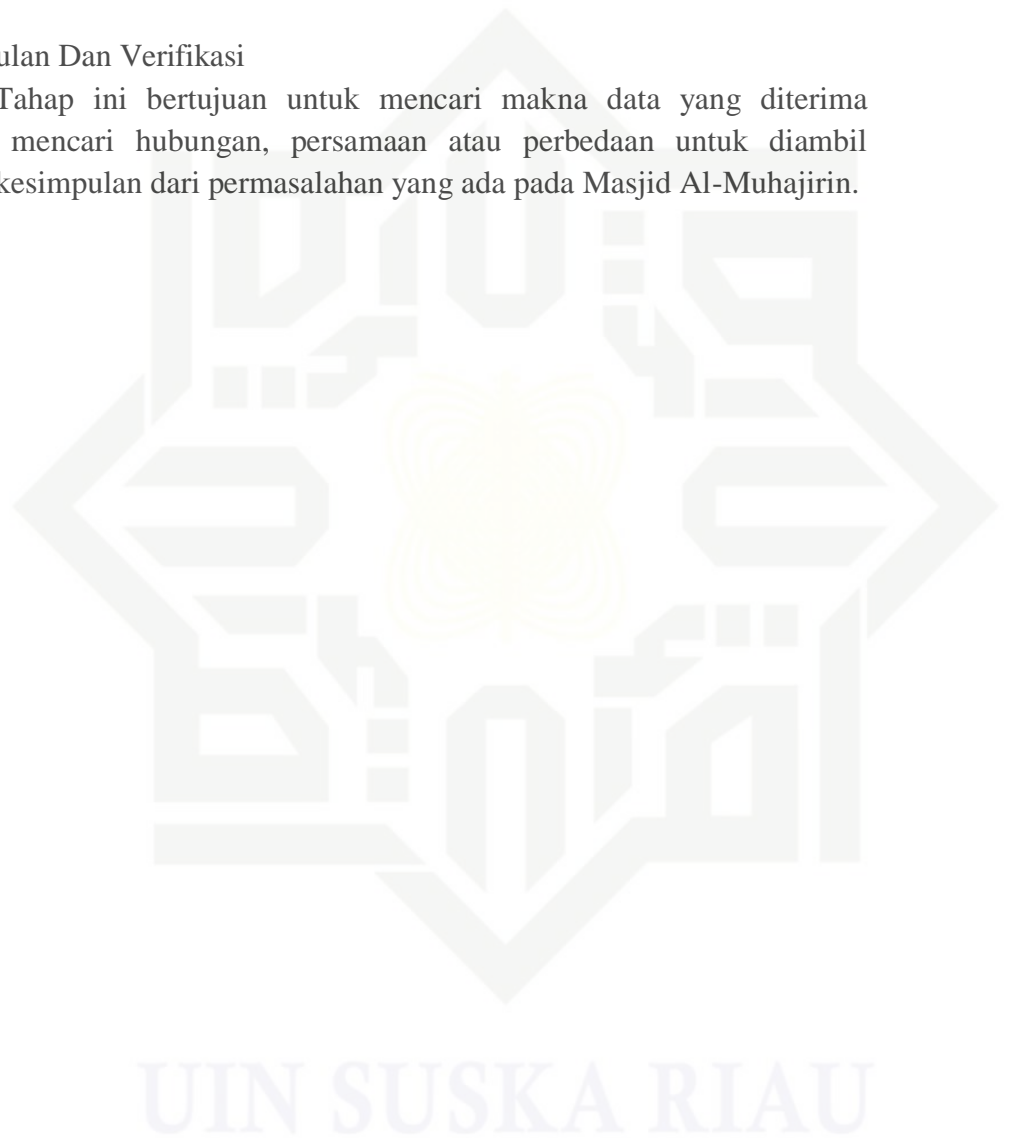 ulan Dan Verifikasi
Tahap ini bertujuan untuk mencari makna data yang diterima
mencari hubungan, persamaan atau perbedaan untuk diambil
kesimpulan dari permasalahan yang ada pada Masjid Al-Muhajirin.
UIN SUSKA RIAU